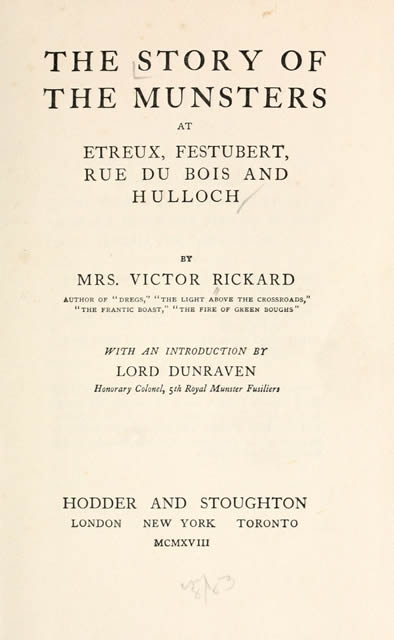 THE STORY OF
THE MUNSTERS
AT
ETREUX, FESTUBERT,
RUE DU BOIS AND
HULLOCH
BY
MRS. VICTOR RICKARD
AUTHOR OF "DREGS," "THE LIGHT ABOVE THE CROSSROADS,"
"THE FRANTIC BOAST," "THE FIRE OF GREEN BOUGHS"
WITH AN INTRODUCTION BY
LORD DUNRAVEN
Honorary Colonel, 5th Royal Munster Fusiliers
HODDER AND STOUGHTON
LONDON NEW YORK TORONTO
MCMXVIII